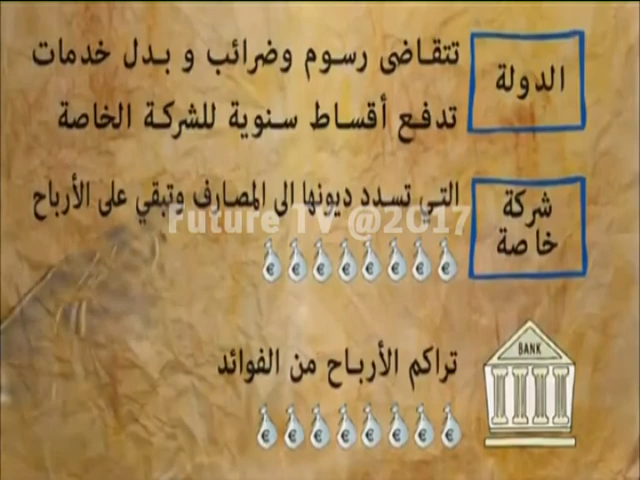 الدولة
تتقاضى رسوم وضرائب و بدل خدمات
تدفع أقساط سنوية للشركة الخاصة
شركة
خاصة
التي تسدد ديونها الى المصارف وتبقي على الأرباح
Future TV @2017
€ € € € € € € €
BANK
تراكم الأرباح من الفوائد
€ € € € € € € €